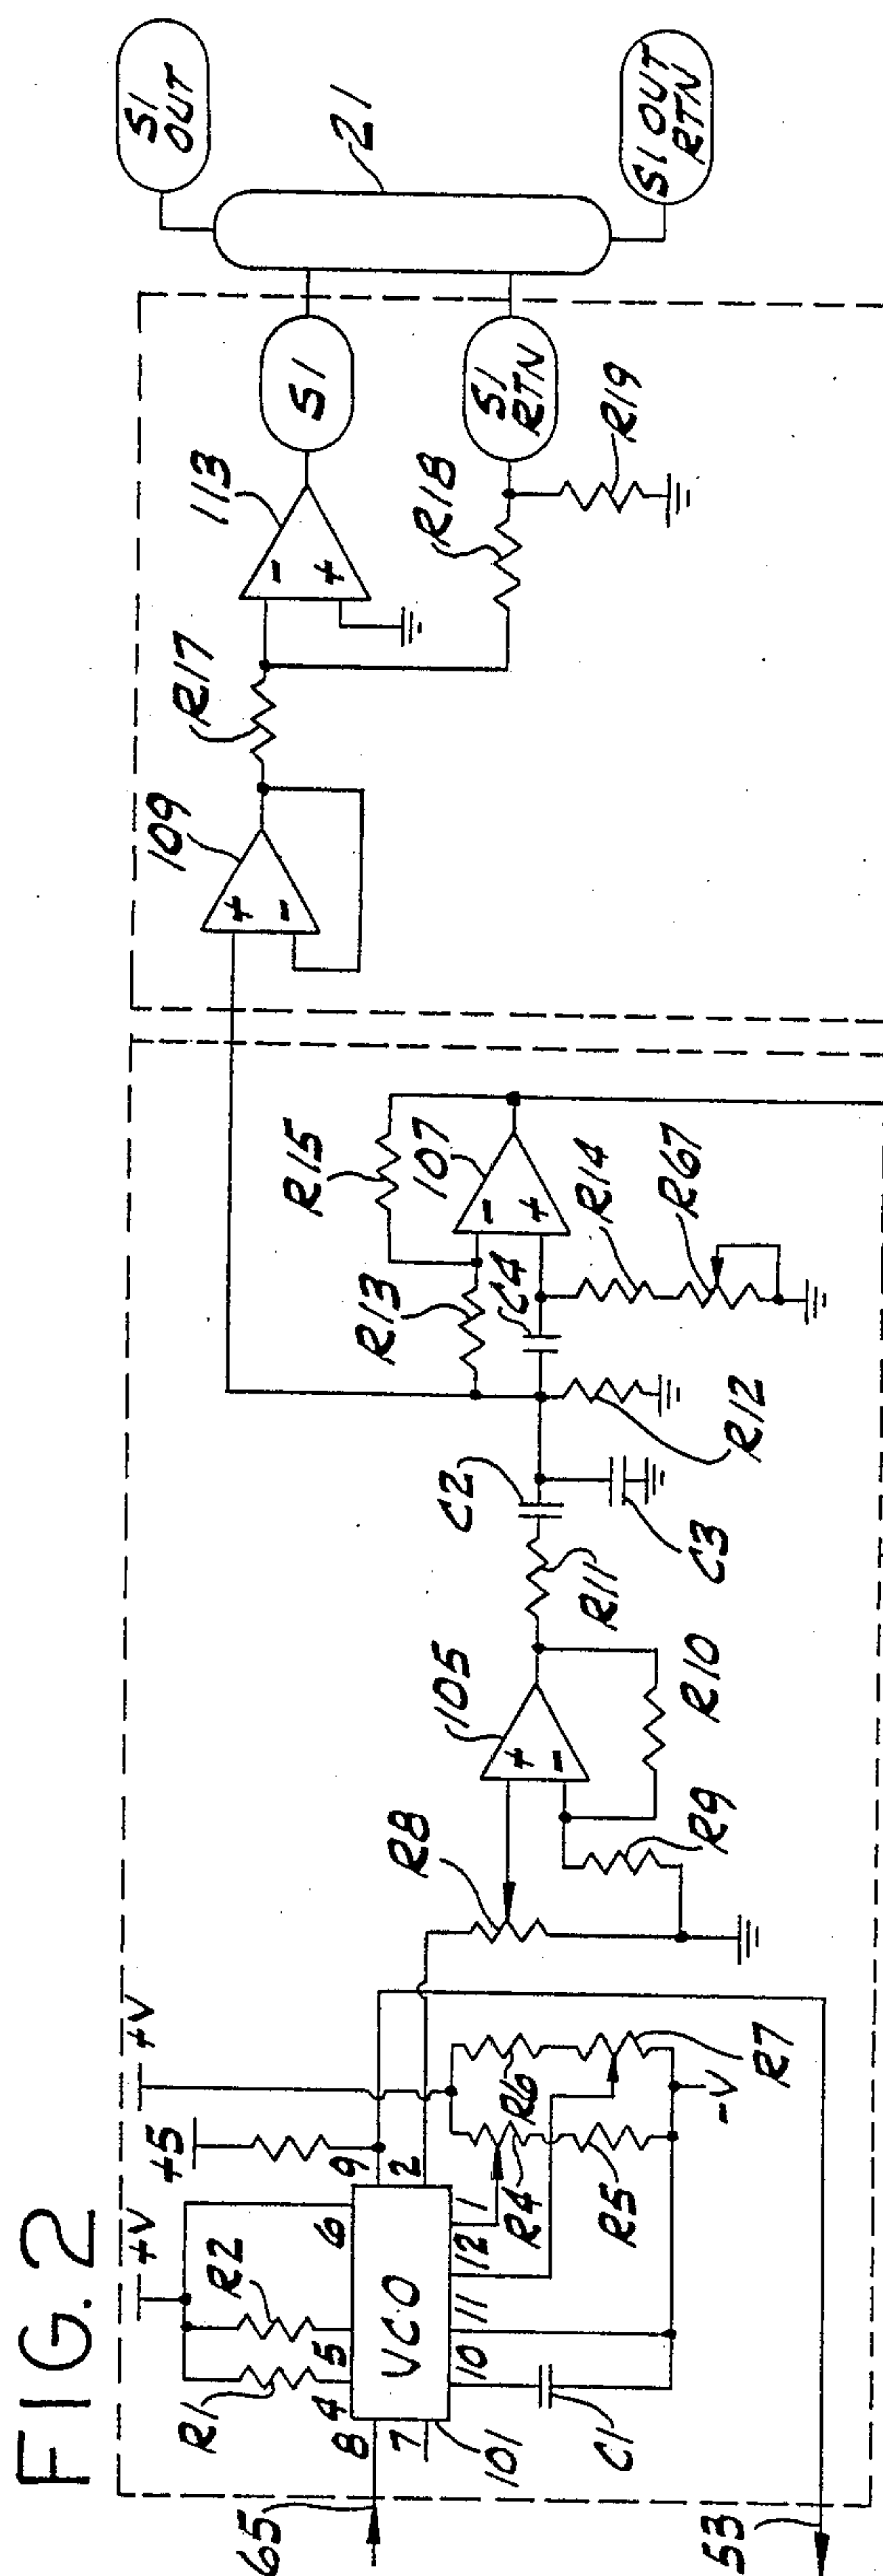 FIG. 2
65
53
8
7
4
5
6
9
2
1
12
11
10
VCO
101
R1
R2
+V
+5
+V
C1
R4
R5
R6
R7
-V
R8
R9
R10
105
+
-
R11
C2
C3
R12
R13
C4
R14
R67
R15
107
-
+
109
+
-
R17
113
-
+
R18
R19
S1
S1
RTN
21
S1
OUT
S1 OUT
RTN